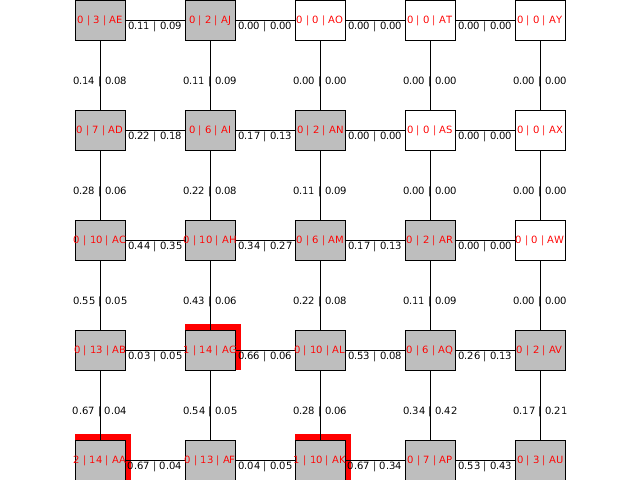 0 | 3 | AE 0.11 | 0.09 0 | 2 | AJ 0.00 | 0.00 0 | 0 | AO 0.00 | 0.00 0 | 0 | AT 0.00 | 0.00 0 | 0 | AY
0.14 | 0.08 0.11 | 0.09 0.00 | 0.00 0.00 | 0.00 0.00 | 0.00
0 | 7 | AD 0.22 | 0.18 0 | 6 | AI 0.17 | 0.13 0 | 2 | AN 0.00 | 0.00 0 | 0 | AS 0.00 | 0.00 0 | 0 | AX
0.28 | 0.06 0.22 | 0.08 0.11 | 0.09 0.00 | 0.00 0.00 | 0.00
0 | 10 | AC 0.44 | 0.35 0 | 10 | AH 0.34 | 0.27 0 | 6 | AM 0.17 | 0.13 0 | 2 | AR 0.00 | 0.00 0 | 0 | AW
0.55 | 0.05 0.43 | 0.06 0.22 | 0.08 0.11 | 0.09 0.00 | 0.00
0 | 13 | AB 0.03 | 0.05 1 | 14 | AG 0.66 | 0.06 0 | 10 | AL 0.53 | 0.08 0 | 6 | AQ 0.26 | 0.13 0 | 2 | AV
0.67 | 0.04 0.54 | 0.05 0.28 | 0.06 0.34 | 0.42 0.17 | 0.21
2 | 14 | AA 0.67 | 0.04 0 | 13 | AF 0.04 | 0.05 1 | 10 | AK 0.67 | 0.34 0 | 7 | AP 0.53 | 0.43 0 | 3 | AU